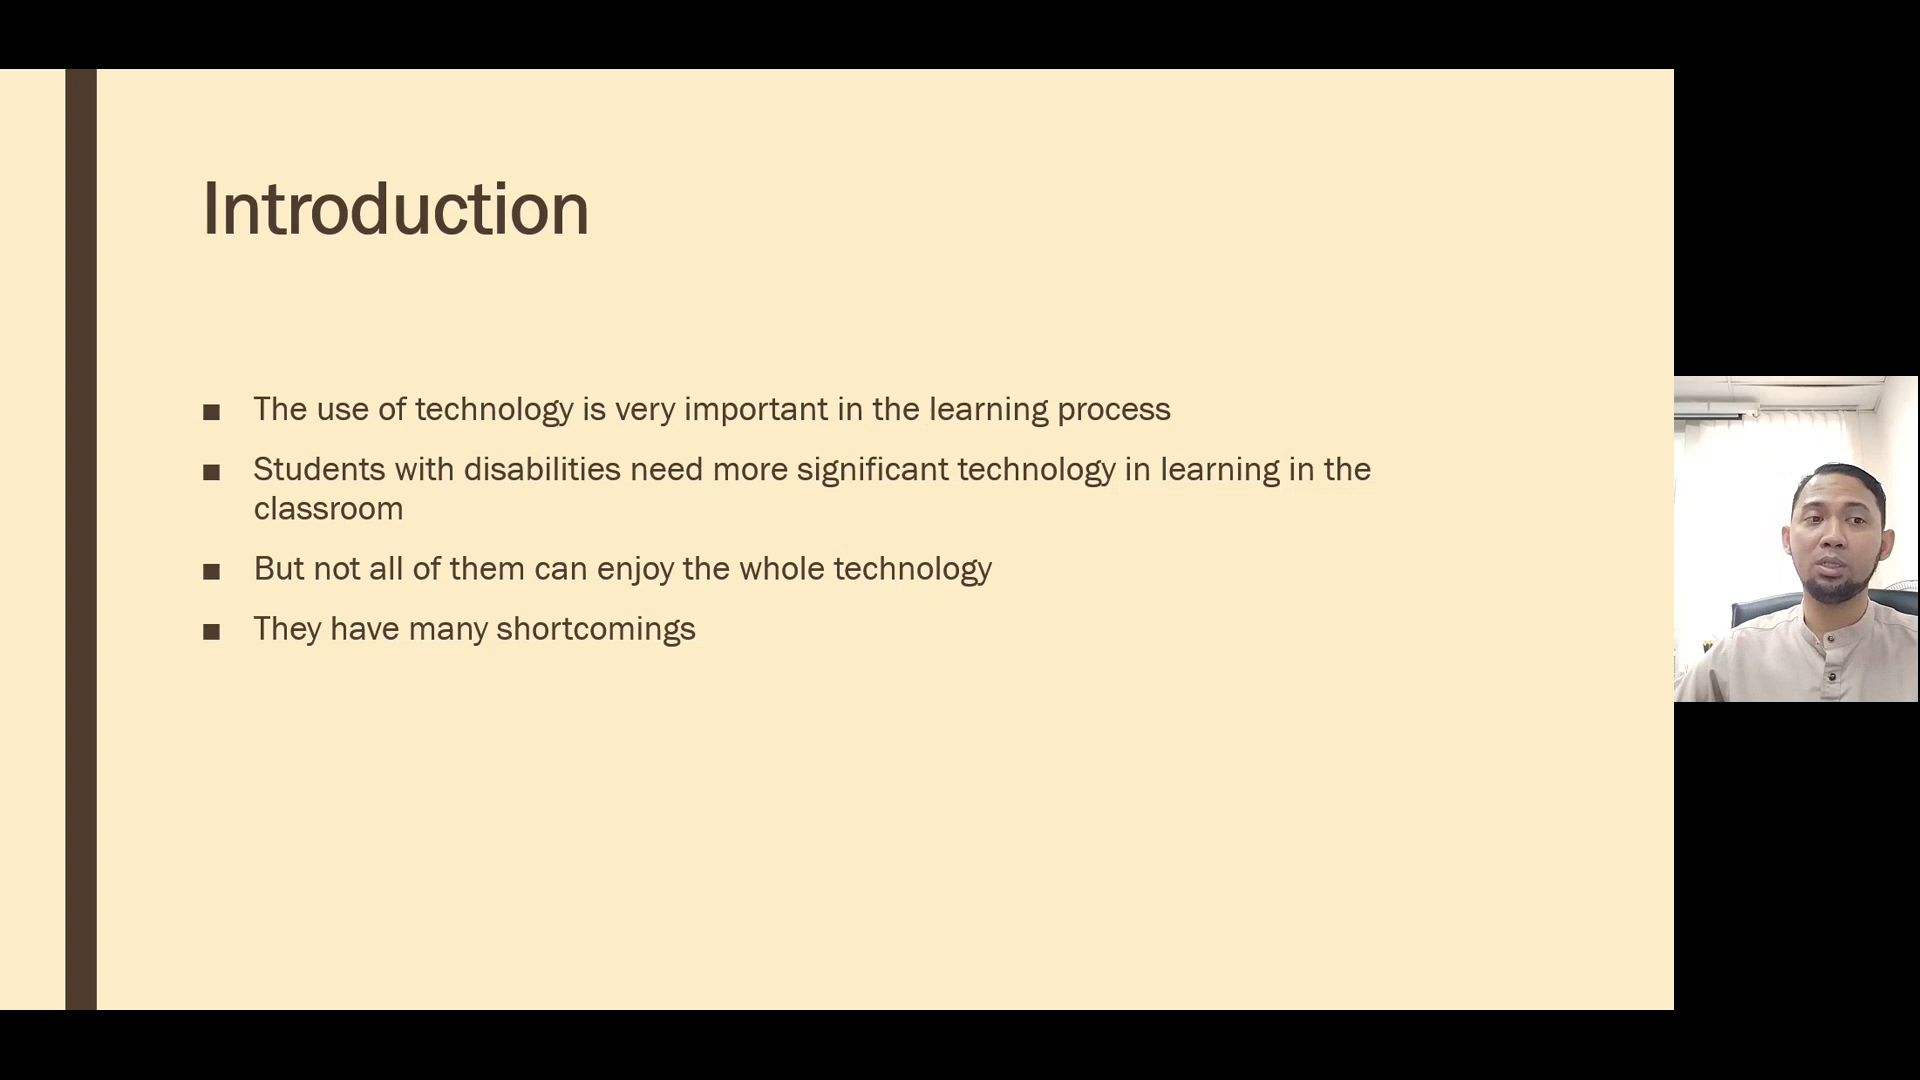 Introduction
■ The use of technology is very important in the learning process
■ Students with disabilities need more significant technology in learning in the
classroom
■ But not all of them can enjoy the whole technology
■ They have many shortcomings